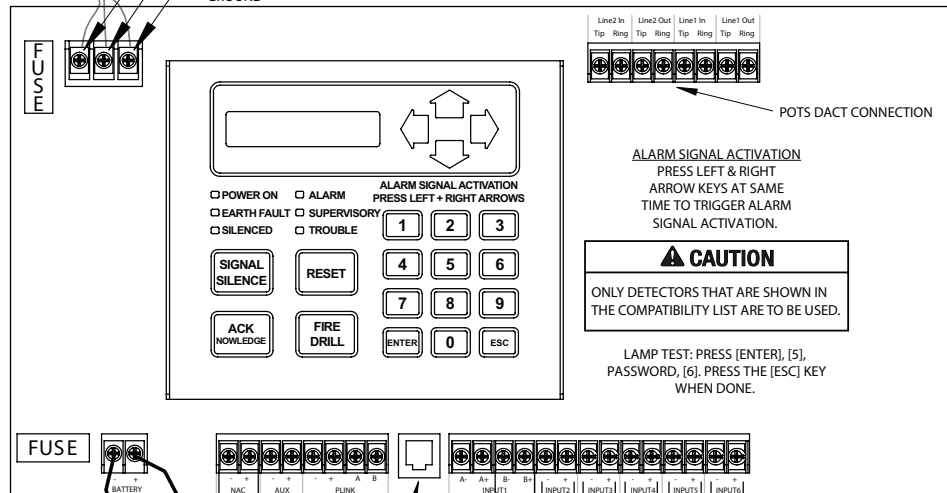 GROUND
FUSE
Line2 In Line2 Out Line1 In Line1 Out
Tip Ring Tip Ring Tip Ring Tip Ring
POTS DACT CONNECTION
ALARM SIGNAL ACTIVATION
PRESS LEFT & RIGHT
ARROW KEYS AT SAME
TIME TO TRIGGER ALARM
SIGNAL ACTIVATION.
CAUTION
ONLY DETECTORS THAT ARE SHOWN IN
THE COMPATIBILITY LIST ARE TO BE USED.
LAMP TEST: PRESS [ENTER], [5],
PASSWORD, [6]. PRESS THE [ESC] KEY
WHEN DONE.
POWER ON ALARM
EARTH FAULT SUPERVISORY
SILENCED TROUBLE
ALARM SIGNAL ACTIVATION
PRESS LEFT + RIGHT ARROWS
SIGNAL
SILENCE
RESET
ACK
NOWLEDGE
FIRE
DRILL
1 2 3
4 5 6
7 8 9
ENTER 0 ESC
FUSE
- +
BATTERY
- + - + - + A B
NAC AUX PLINK
A- A+ B- B+ - + - + - + - + - +
INPUT1 INPUT2 INPUT3 INPUT4 INPUT5 INPUT6